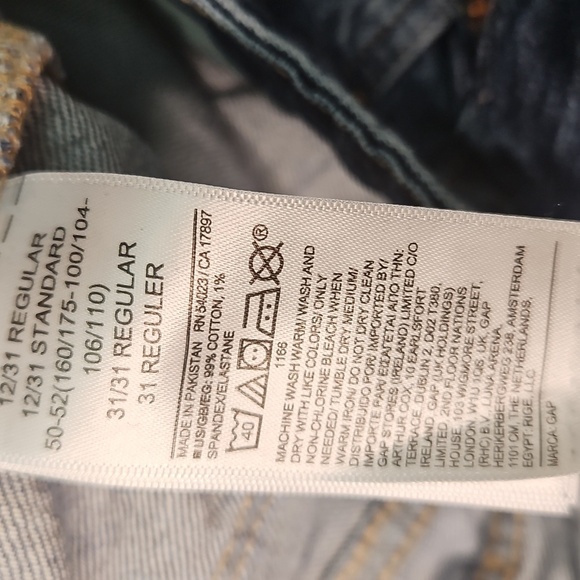 12/31 REGULAR
12/31 STANDARD
50-52(160/175-100/104-
106/110)
31/31 REGULAR
31 REGULER
MADE IN PAKISTAN RN 54023 / CA 17897
US/GB/EG: 99% COTTON, 1%
SPANDEX/ELASTANE
40
1166
MACHINE WASH WARM WASH AND
DRY WITH LIKE COLORS/ ONLY
NON-CHLORINE BLEACH WHEN
NEEDED/ TUMBLE DRY MEDIUM/
WARM IRON/ DO NOT DRY CLEAN
DISTRIBUIDO POR/ IMPORTED BY/
IMPORTE PAR/ EZAETAI AΠO THN:
GAP STORES (IRELAND) LIMITED C/O
ARTHUR COX, 10 EARLSFORT
TERRACE, DUBLIN 2, D02 T380,
IRELAND. GAP (UK HOLDINGS)
LIMITED, 2ND FLOOR NATIONS
HOUSE, 103 WIGMORE STREET,
LONDON W1U 1QS, UK. GAP
(RHC) B.V. LUNA ARENA,
HERIKERBERGWEG 238, AMSTERDAM
1101 CM, THE NETHERLANDS.
EGYPT RIGE, LLC
MARCA: GAP